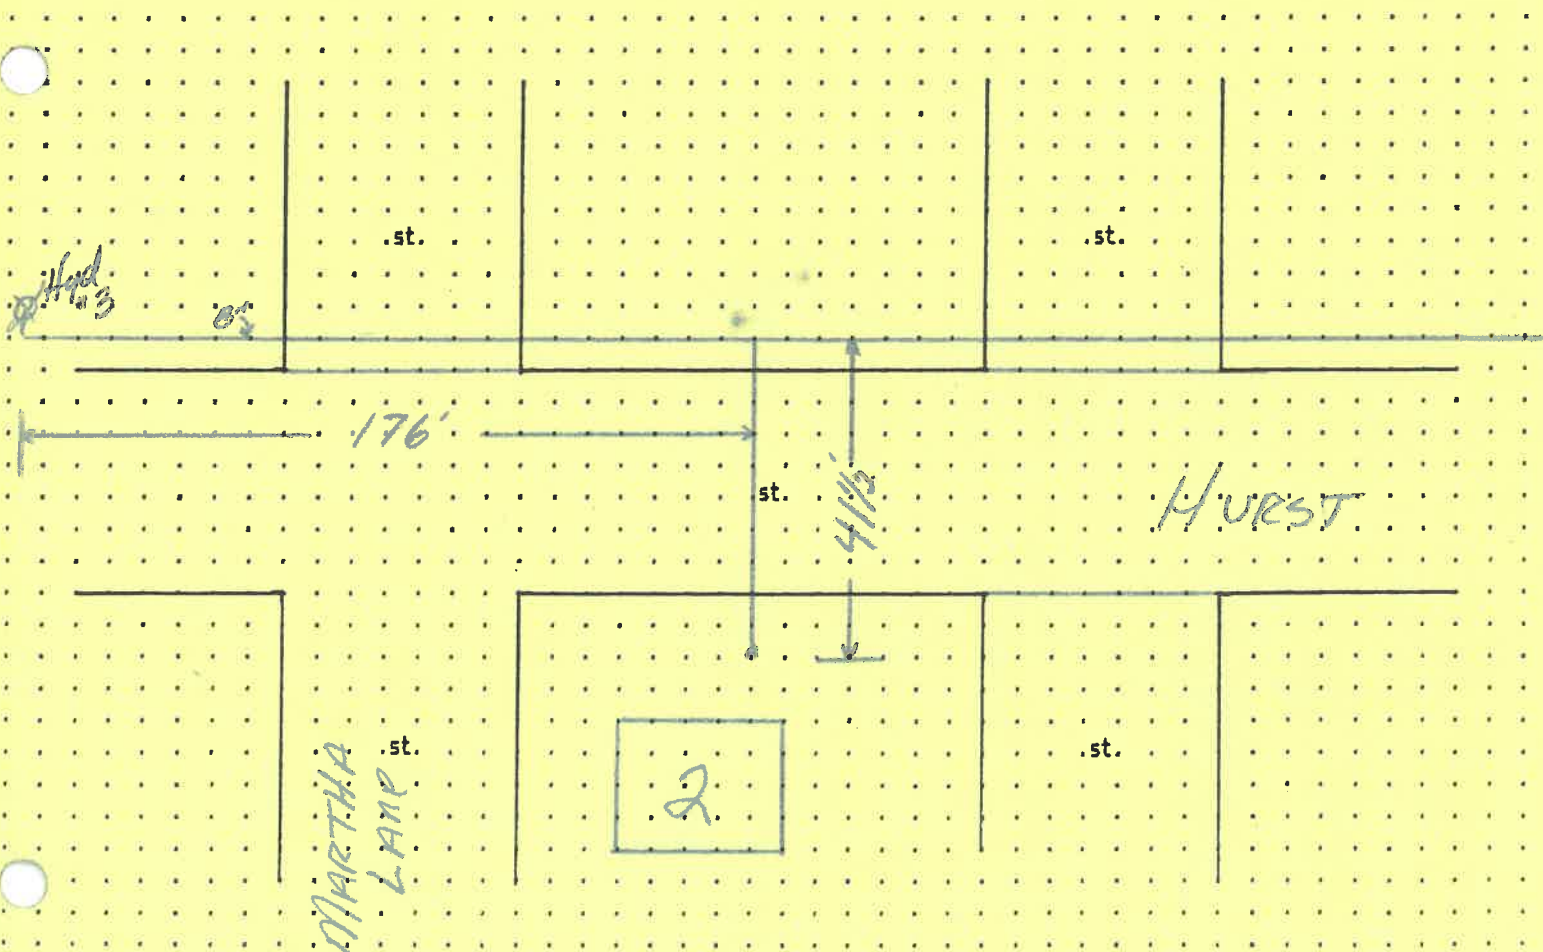 st.
st.
Hyd
#3
8"
176'
st.
41½'
HURST
st.
st.
MARTHA
LANE
2